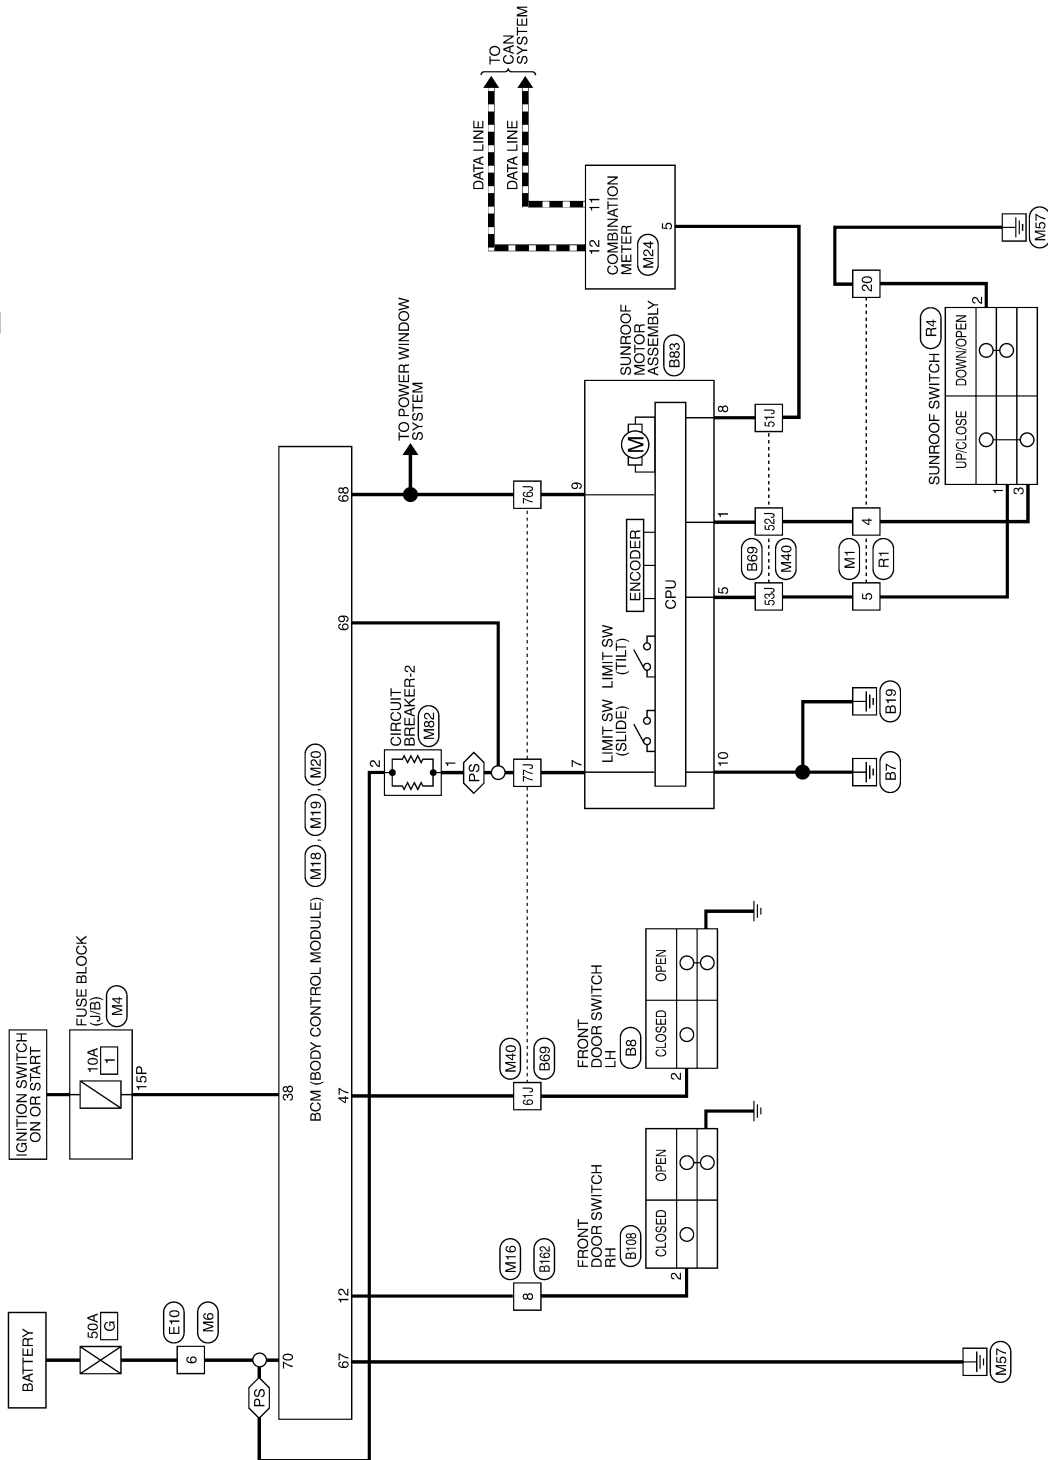 BATTERY
50A
G
6
E10
M6
PS
70
IGNITION SWITCH
ON OR START
FUSE BLOCK
(J/B)
M4
10A
1
15P
38
BCM (BODY CONTROL MODULE)
M18 , M19 , M20
67
12
47
69
68
CIRCUIT
BREAKER-2
M82
2
1
PS
TO POWER WINDOW
SYSTEM
M16
B162
8
M40
B69
61J
77J
76J
FRONT
DOOR SWITCH
RH
B108
CLOSED
OPEN
2
FRONT
DOOR SWITCH
LH
B8
CLOSED
OPEN
2
M57
SUNROOF
MOTOR
ASSEMBLY
B83
7
9
LIMIT SW
(SLIDE)
LIMIT SW
(TILT)
ENCODER
M
CPU
10
5
1
8
B7
B19
53J
B69
M40
52J
51J
5
M1
R1
4
20
TO
CAN
SYSTEM
DATA LINE
DATA LINE
12
11
COMBINATION
METER
M24
5
SUNROOF SWITCH
R4
UP/CLOSE
DOWN/OPEN
1
3
2
M57